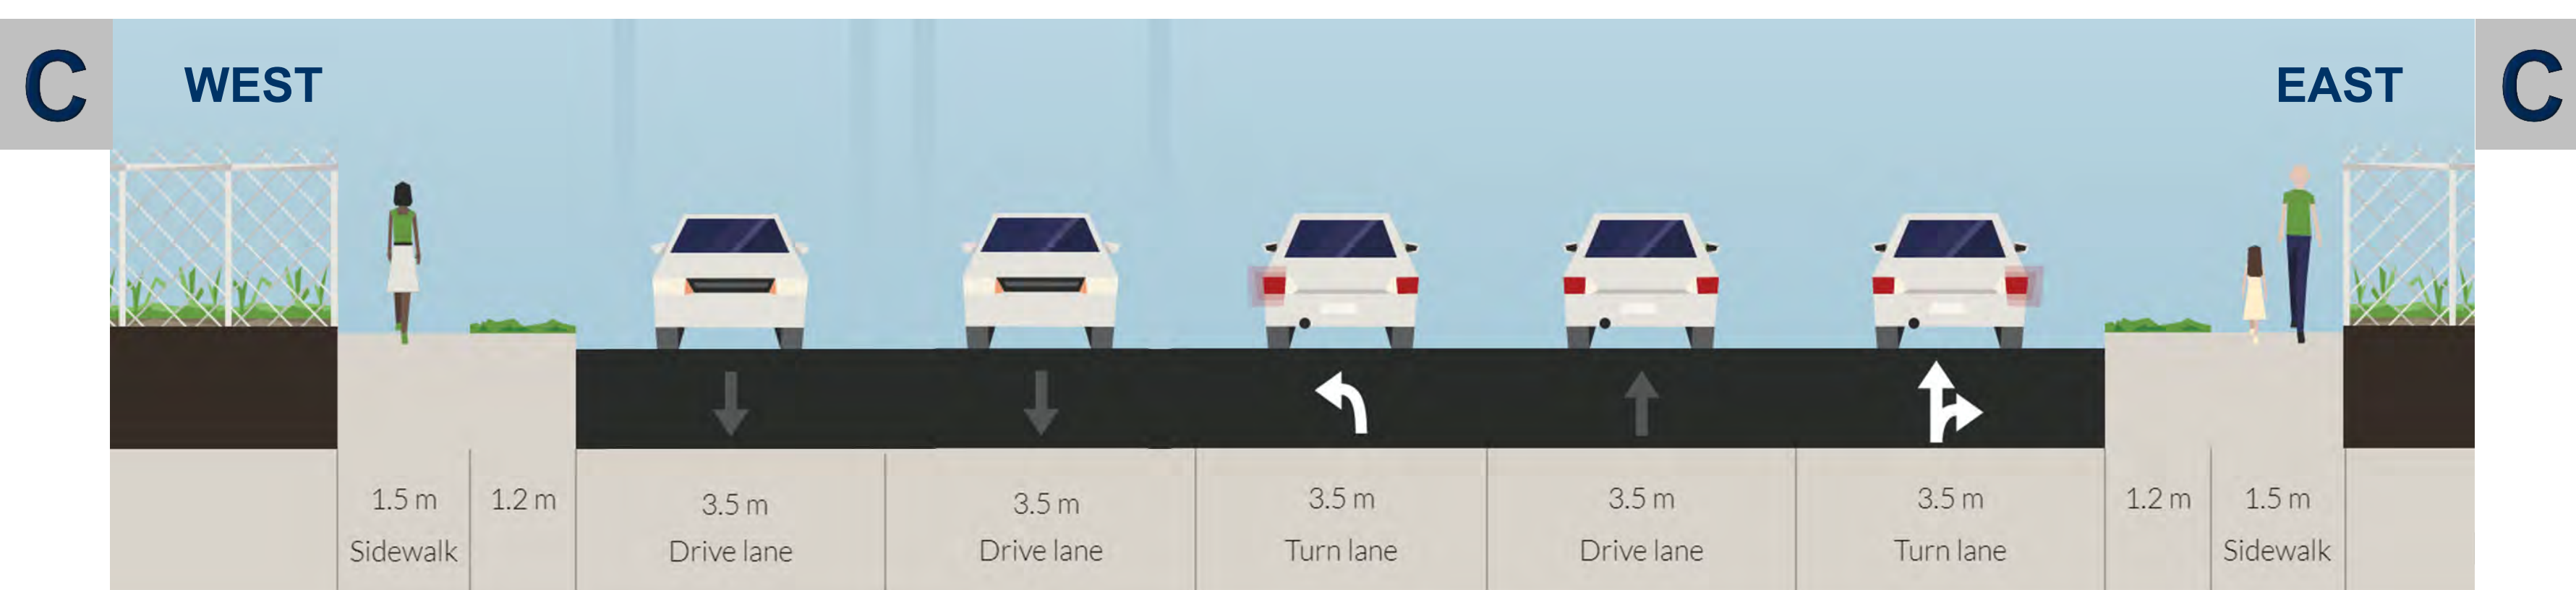 C
WEST
EAST
C
1.5 m
Sidewalk
1.2 m
3.5 m
Drive lane
3.5 m
Drive lane
3.5 m
Turn lane
3.5 m
Drive lane
3.5 m
Turn lane
1.2 m
1.5 m
Sidewalk